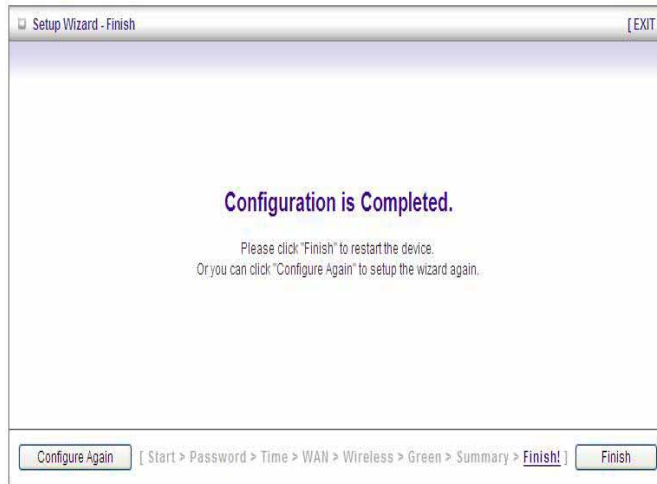 Setup Wizard - Finish [ EXIT
Configuration is Completed.
Please click "Finish" to restart the device.
Or you can click "Configure Again" to setup the wizard again.
Configure Again [ Start > Password > Time > WAN > Wireless > Green > Summary > Finish! ] Finish